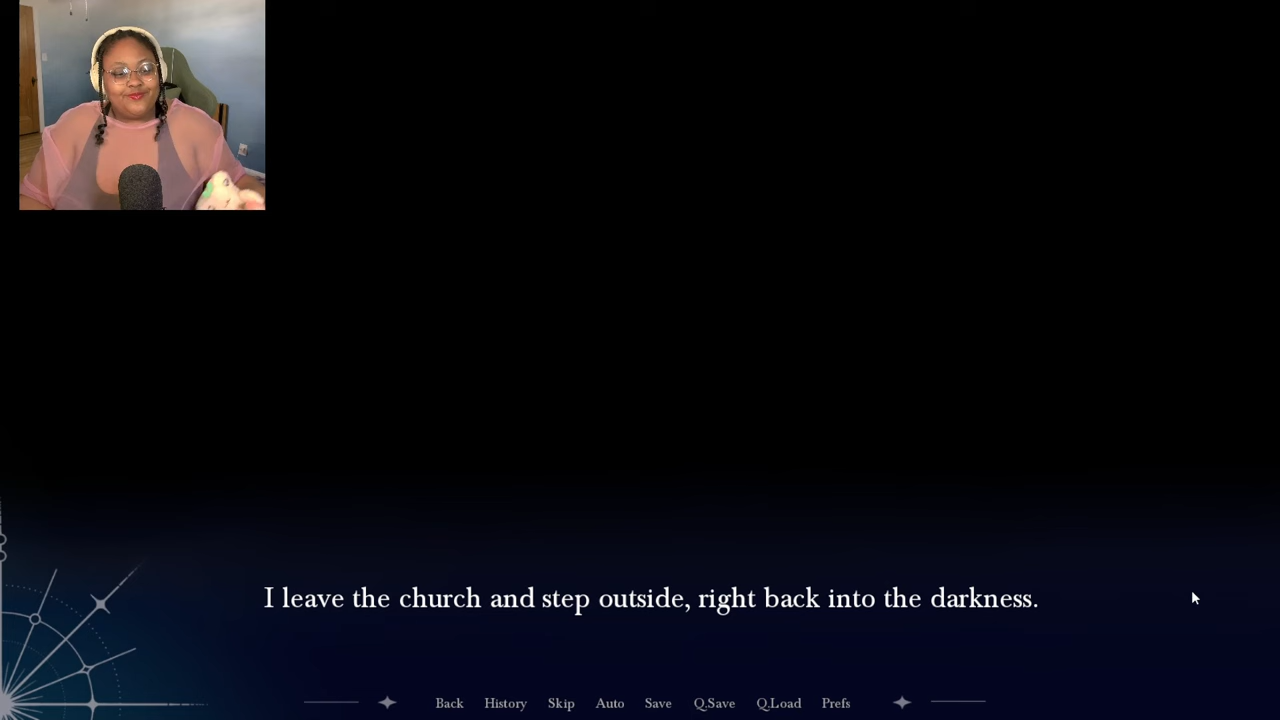 I leave the church and step outside, right back into the darkness.
Back History Skip Auto Save Q.Save Q.Load Prefs